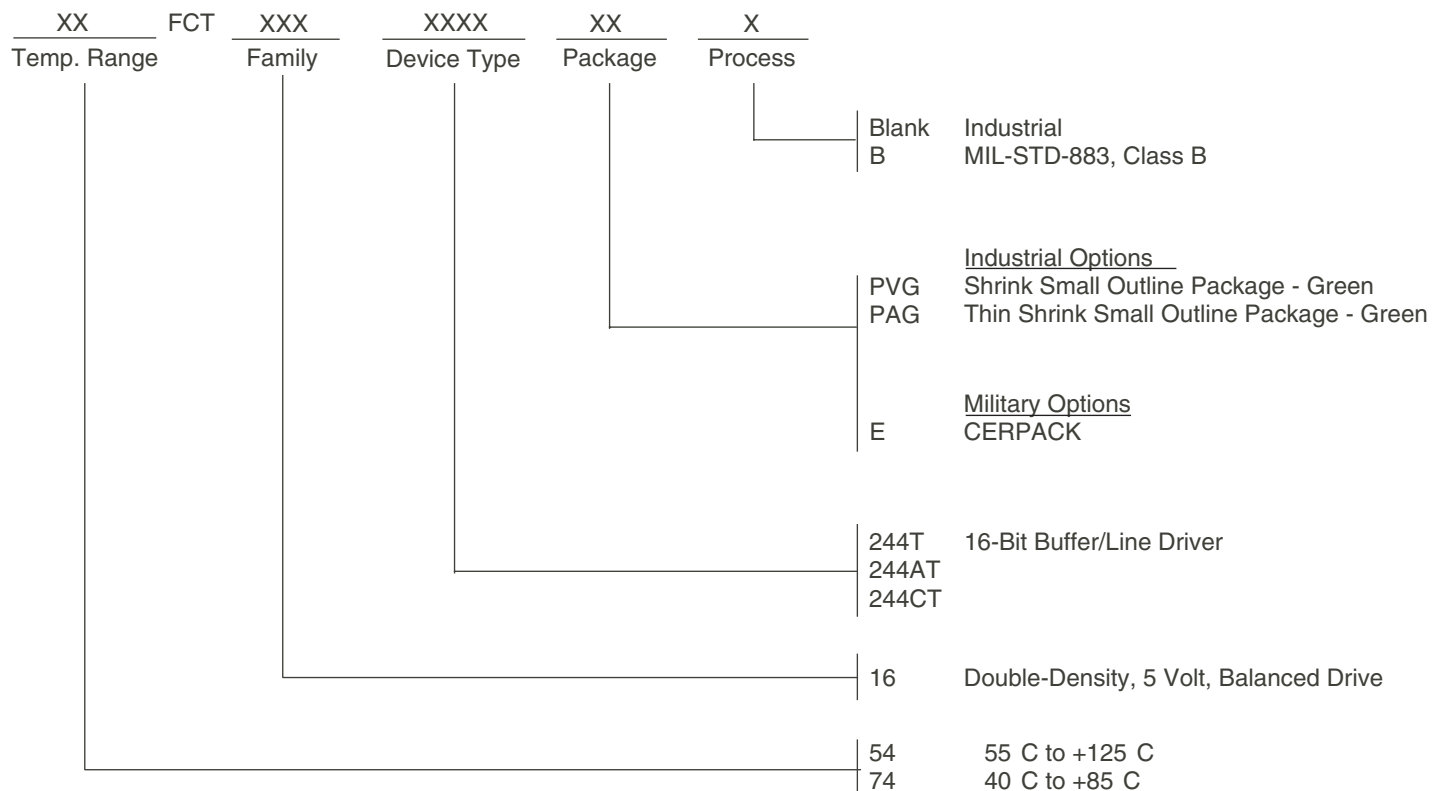 XX FCT XXX XXXX XX X
Temp. Range Family Device Type Package Process
Blank Industrial
B MIL-STD-883, Class B
Industrial Options
PVG Shrink Small Outline Package - Green
PAG Thin Shrink Small Outline Package - Green
Military Options
E CERPACK
244T 16-Bit Buffer/Line Driver
244AT
244CT
16 Double-Density, 5 Volt, Balanced Drive
54 55 C to +125 C
74 40 C to +85 C